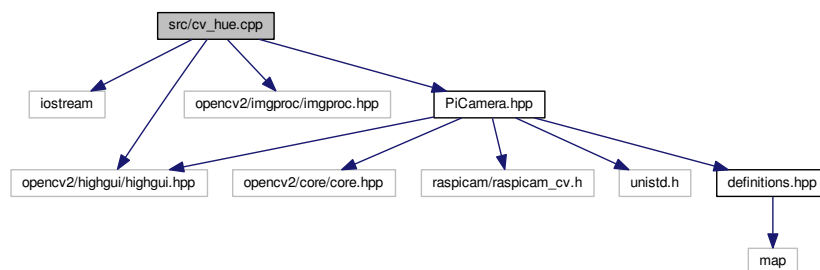 src/cv_hue.cpp
iostream
opencv2/imgproc/imgproc.hpp
PiCamera.hpp
opencv2/highgui/highgui.hpp
opencv2/core/core.hpp
raspicam/raspicam_cv.h
unistd.h
definitions.hpp
map